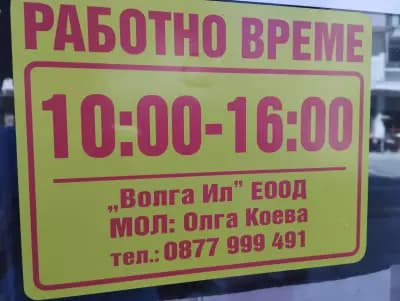 РАБОТНО ВРЕМЕ
10:00-16:00
„Волга Ил” ЕООД
МОЛ: Олга Коева
тел.: 0877 999 491